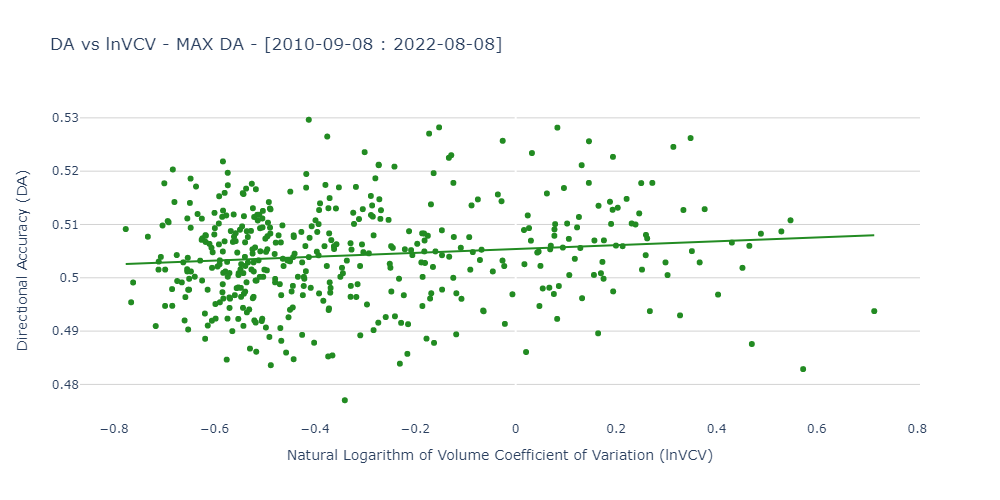 DA vs lnVCV - MAX DA - [2010-09-08 : 2022-08-08]
Directional Accuracy (DA)
0.53
0.52
0.51
0.5
0.49
0.48
−0.8 −0.6 −0.4 −0.2 0 0.2 0.4 0.6 0.8
Natural Logarithm of Volume Coefficient of Variation (lnVCV)